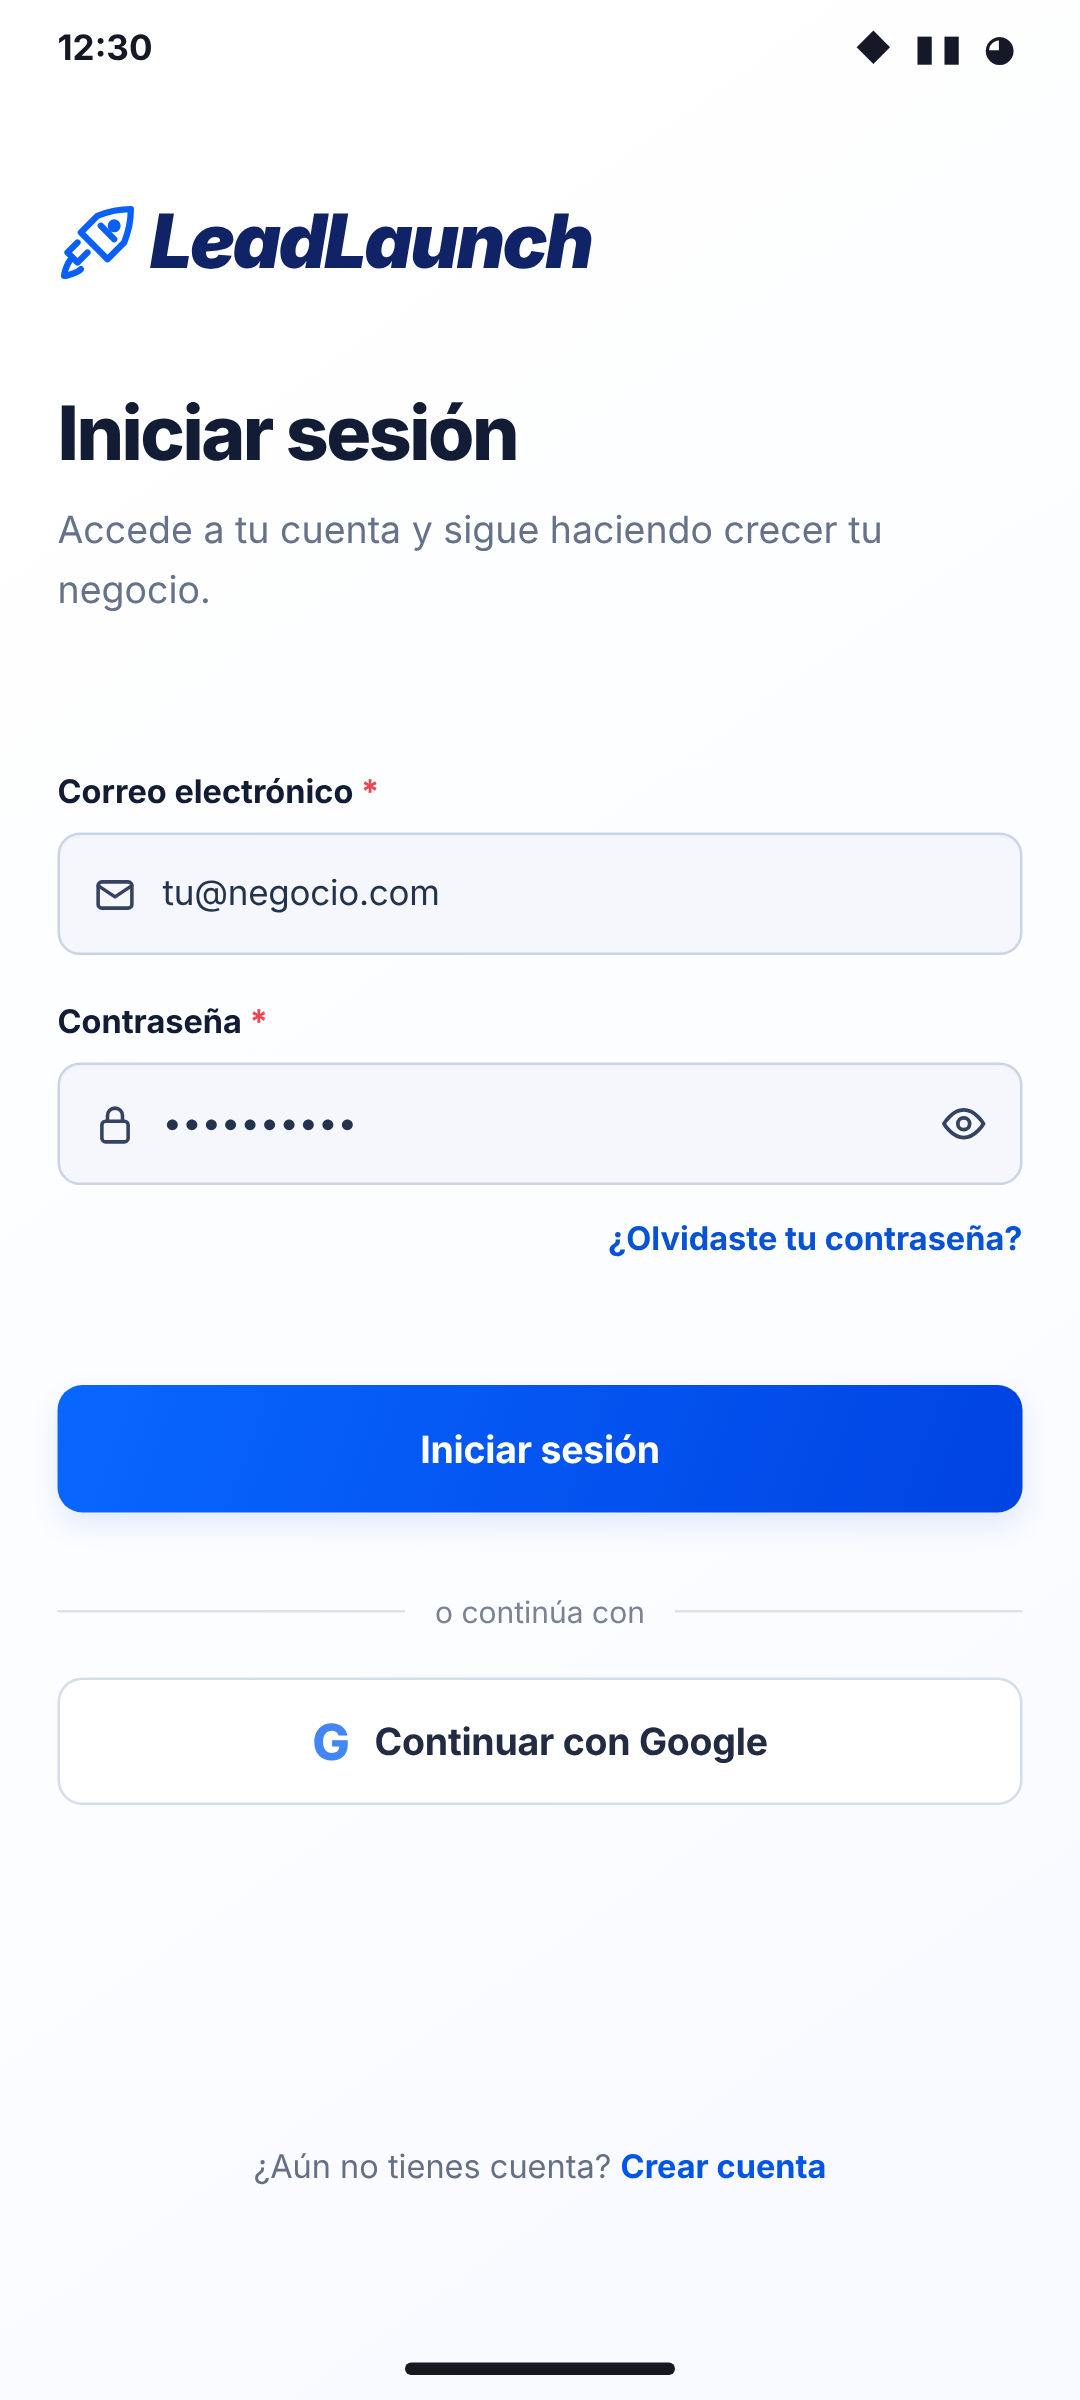 12:30
LeadLaunch
Iniciar sesión
Accede a tu cuenta y sigue haciendo crecer tu
negocio.
Correo electrónico *
tu@negocio.com
Contraseña *
••••••••••
¿Olvidaste tu contraseña?
Iniciar sesión
o continúa con
G Continuar con Google
¿Aún no tienes cuenta? Crear cuenta